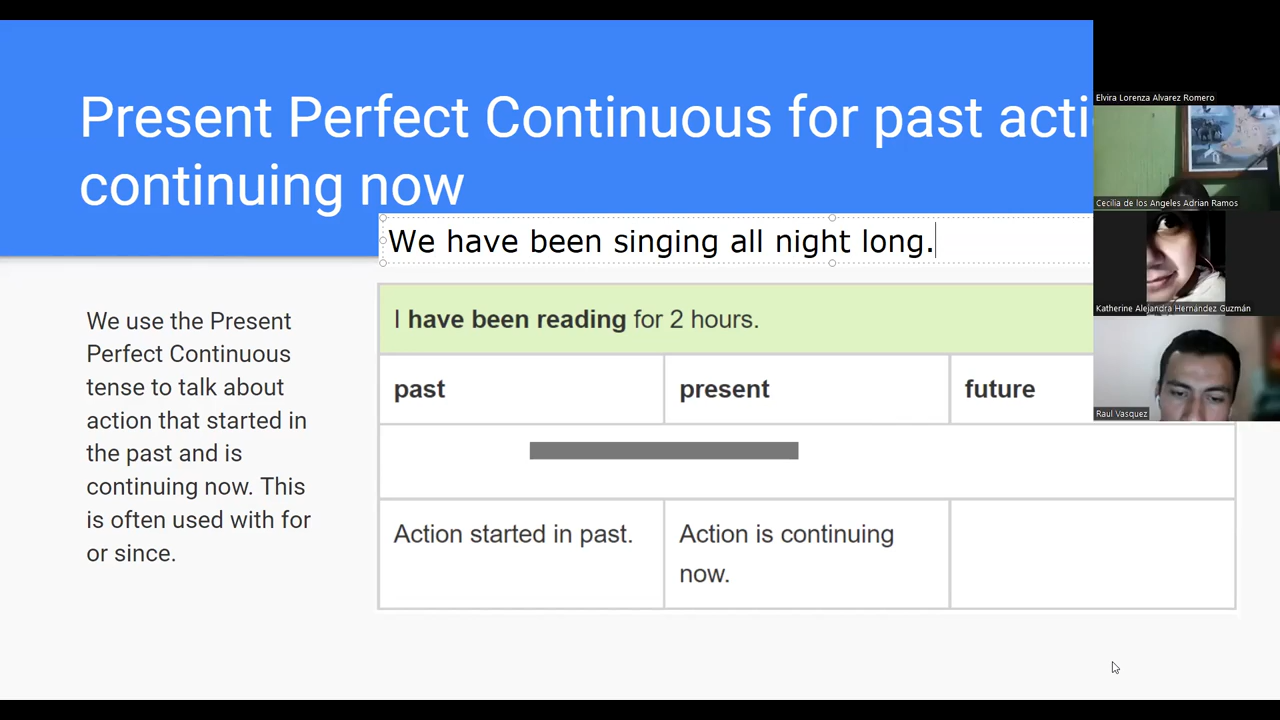 Present Perfect Continuous for past acti
continuing now
We have been singing all night long.
I have been reading for 2 hours.
past
present
future
Action started in past.
Action is continuing
now.
We use the Present
Perfect Continuous
tense to talk about
action that started in
the past and is
continuing now. This
is often used with for
or since.
Elvira Lorenza Alvarez Romero
Cecilia de los Angeles Adrian Ramos
Katherine Alejandra Hernández Guzmán
Raul Vasquez